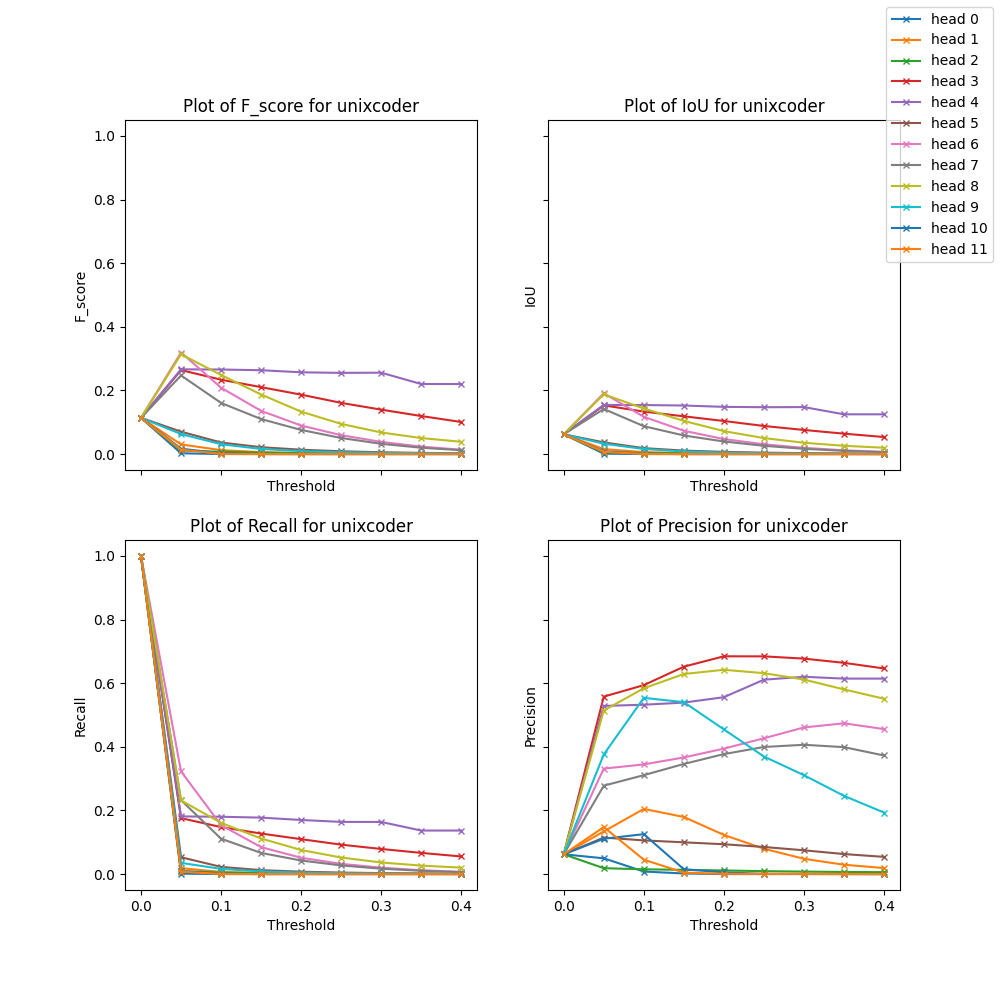 head 0
head 1
head 2
head 3
head 4
head 5
head 6
head 7
head 8
head 9
head 10
head 11
Plot of F_score for unixcoder
1.0
0.8
0.6
0.4
0.2
0.0
F_score
Threshold
Plot of IoU for unixcoder
IoU
Threshold
Plot of Recall for unixcoder
1.0
0.8
0.6
0.4
0.2
0.0
Recall
0.0 0.1 0.2 0.3 0.4
Threshold
Plot of Precision for unixcoder
Precision
0.0 0.1 0.2 0.3 0.4
Threshold